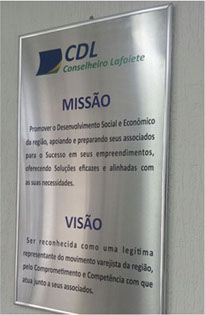 CDL
Conselheiro Lafaiete
MISSÃO
Promover o Desenvolvimento Social e Econômico
da região, apoiando e preparando seus associados
para o Sucesso em seus empreendimentos,
oferecendo Soluções eficazes e alinhadas com
as suas necessidades.
VISÃO
Ser reconhecida como uma legítima
representante do movimento varejista da região,
pelo Comprometimento e Competência com que
atua junto a seus associados.